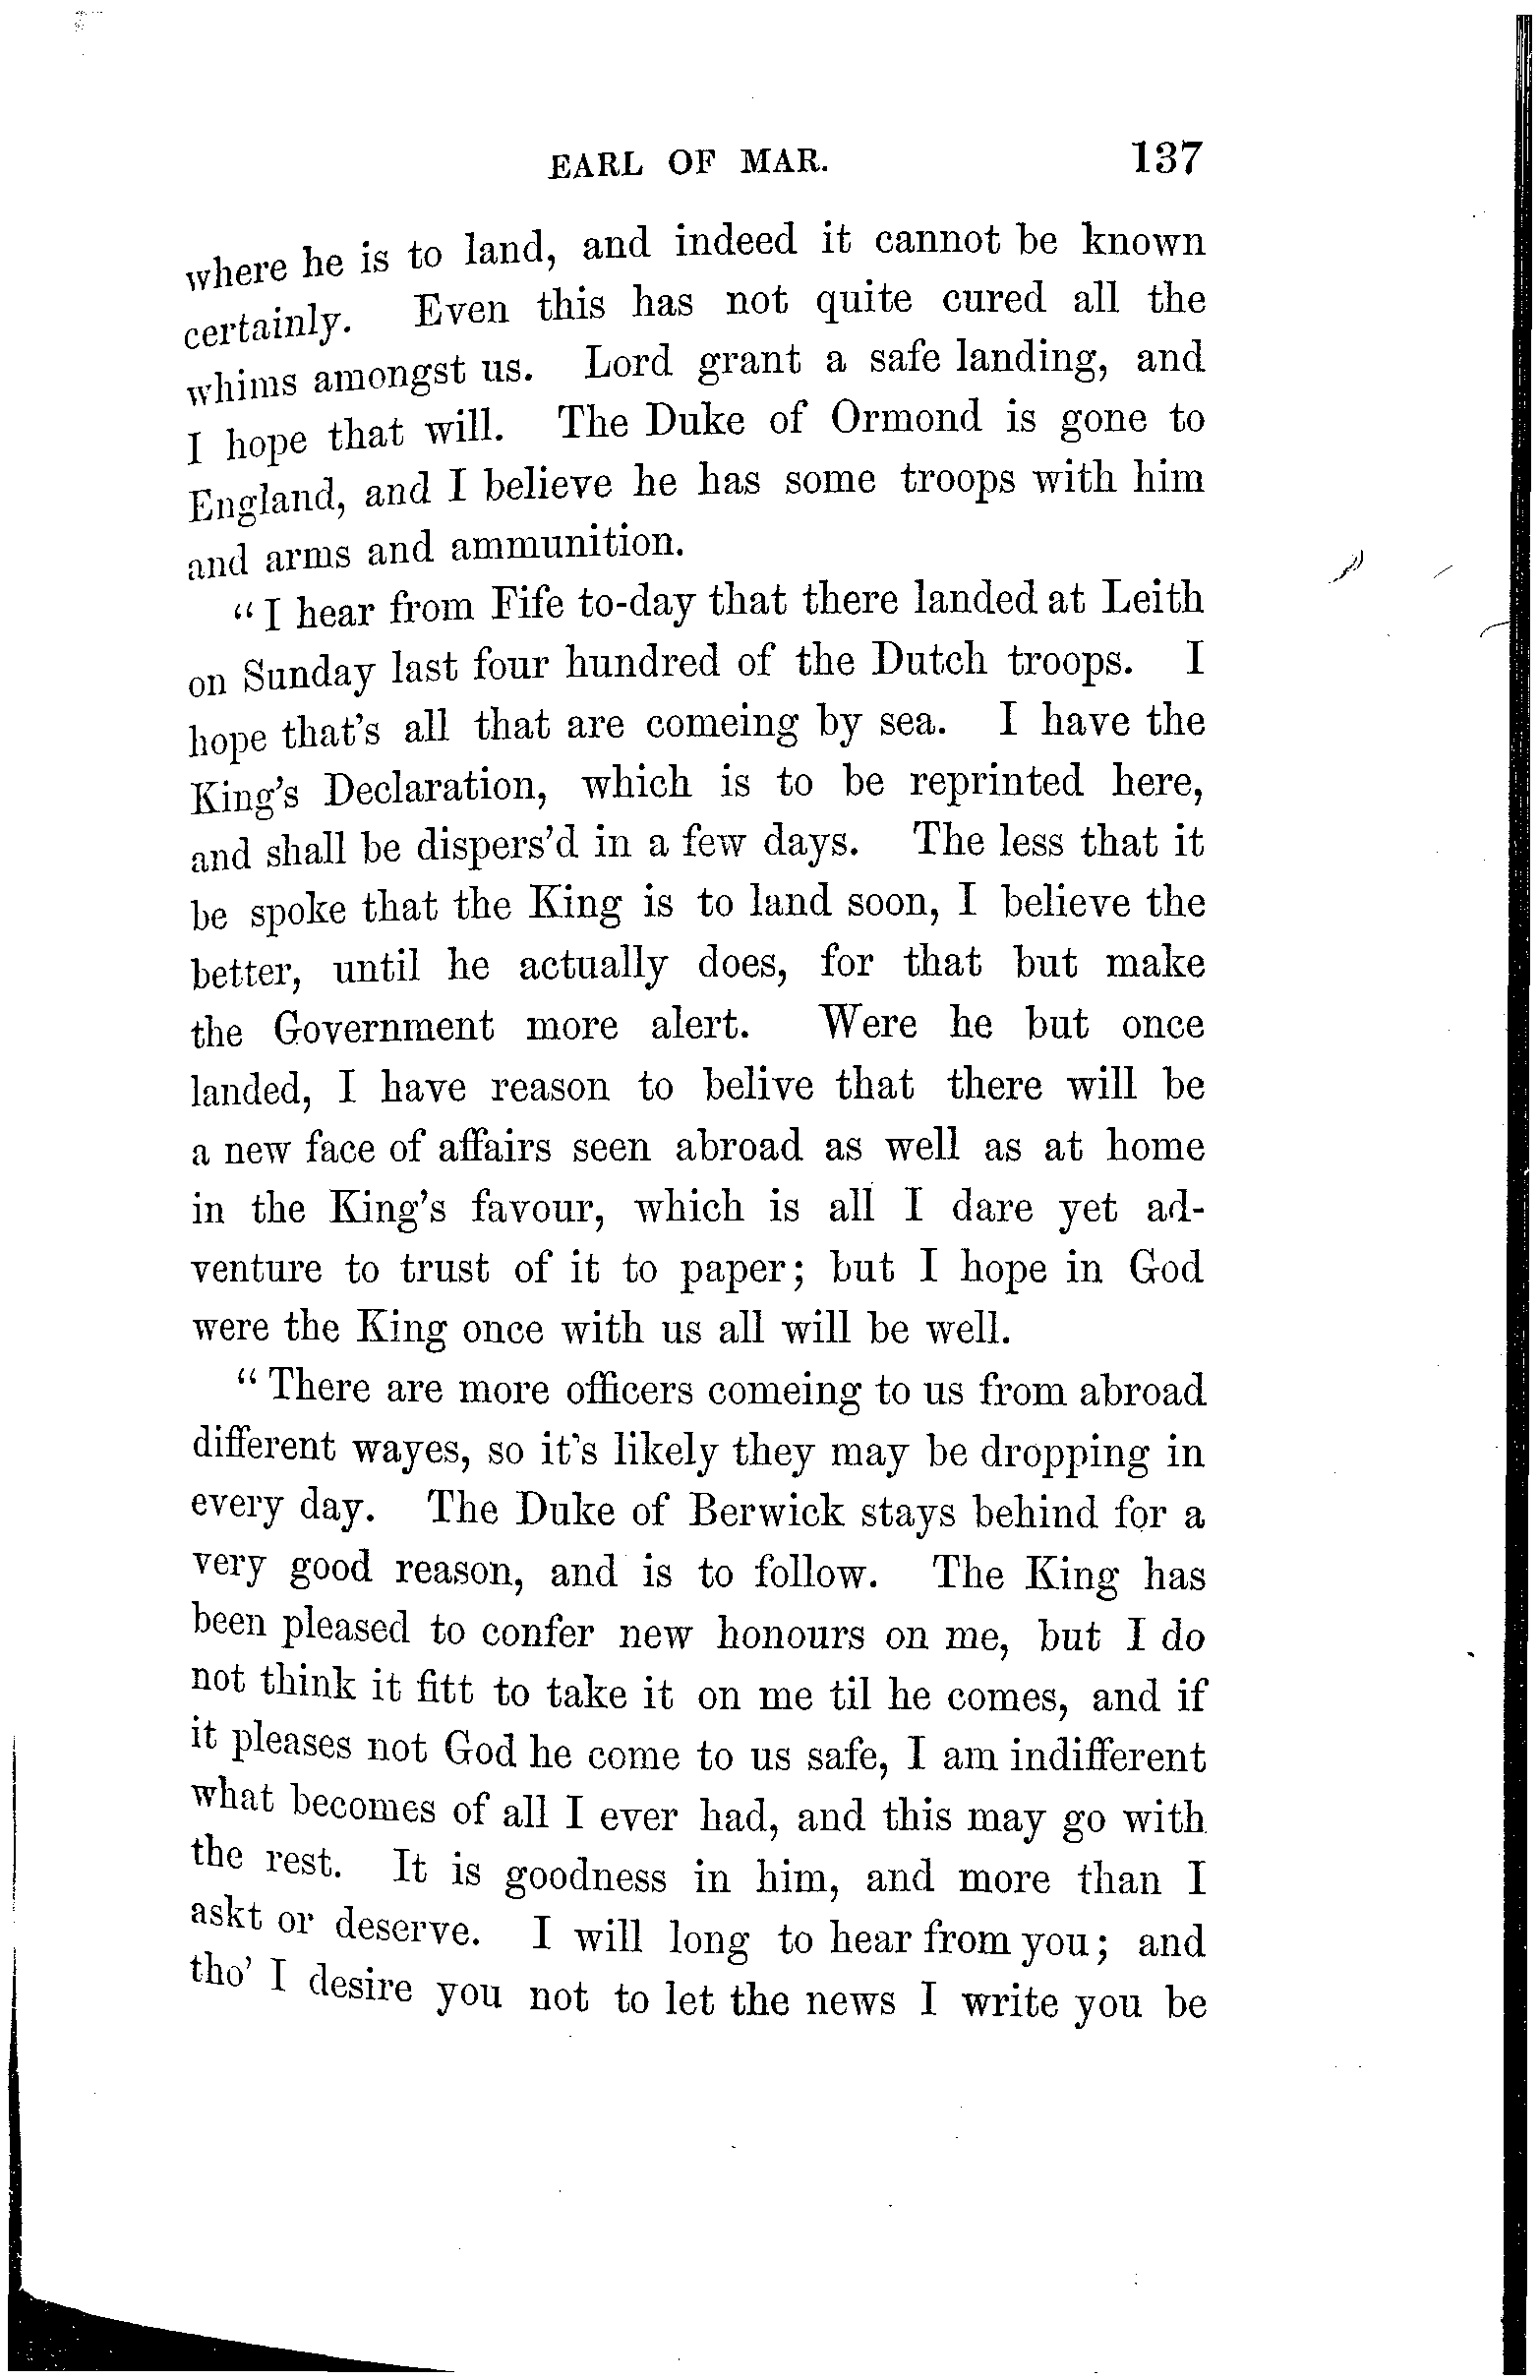 EARL OF MAR. 137
where he is to land, and indeed it cannot be known
certainly. Even this has not quite cured all the
whims amongst us. Lord grant a safe landing, and
I hope that will. The Duke of Ormond is gone to
England, and I believe he has some troops with him
and arms and ammunition.
"I hear from Fife to-day that there landed at Leith
on Sunday last four hundred of the Dutch troops. I
hope that's all that are comeing by sea. I have the
King's Declaration, which is to be reprinted here,
and shall be dispers'd in a few days. The less that it
be spoke that the King is to land soon, I believe the
better, until he actually does, for that but make
the Government more alert. Were he but once
landed, I have reason to belive that there will be
a new face of affairs seen abroad as well as at home
in the King's favour, which is all I dare yet ad-
venture to trust of it to paper; but I hope in God
were the King once with us all will be well.
"There are more officers comeing to us from abroad
different wayes, so it's likely they may be dropping in
every day. The Duke of Berwick stays behind for a
very good reason, and is to follow. The King has
been pleased to confer new honours on me, but I do
not think it fitt to take it on me til he comes, and if
it pleases not God he come to us safe, I am indifferent
what becomes of all I ever had, and this may go with
the rest. It is goodness in him, and more than I
askt or deserve. I will long to hear from you; and
tho' I desire you not to let the news I write you be